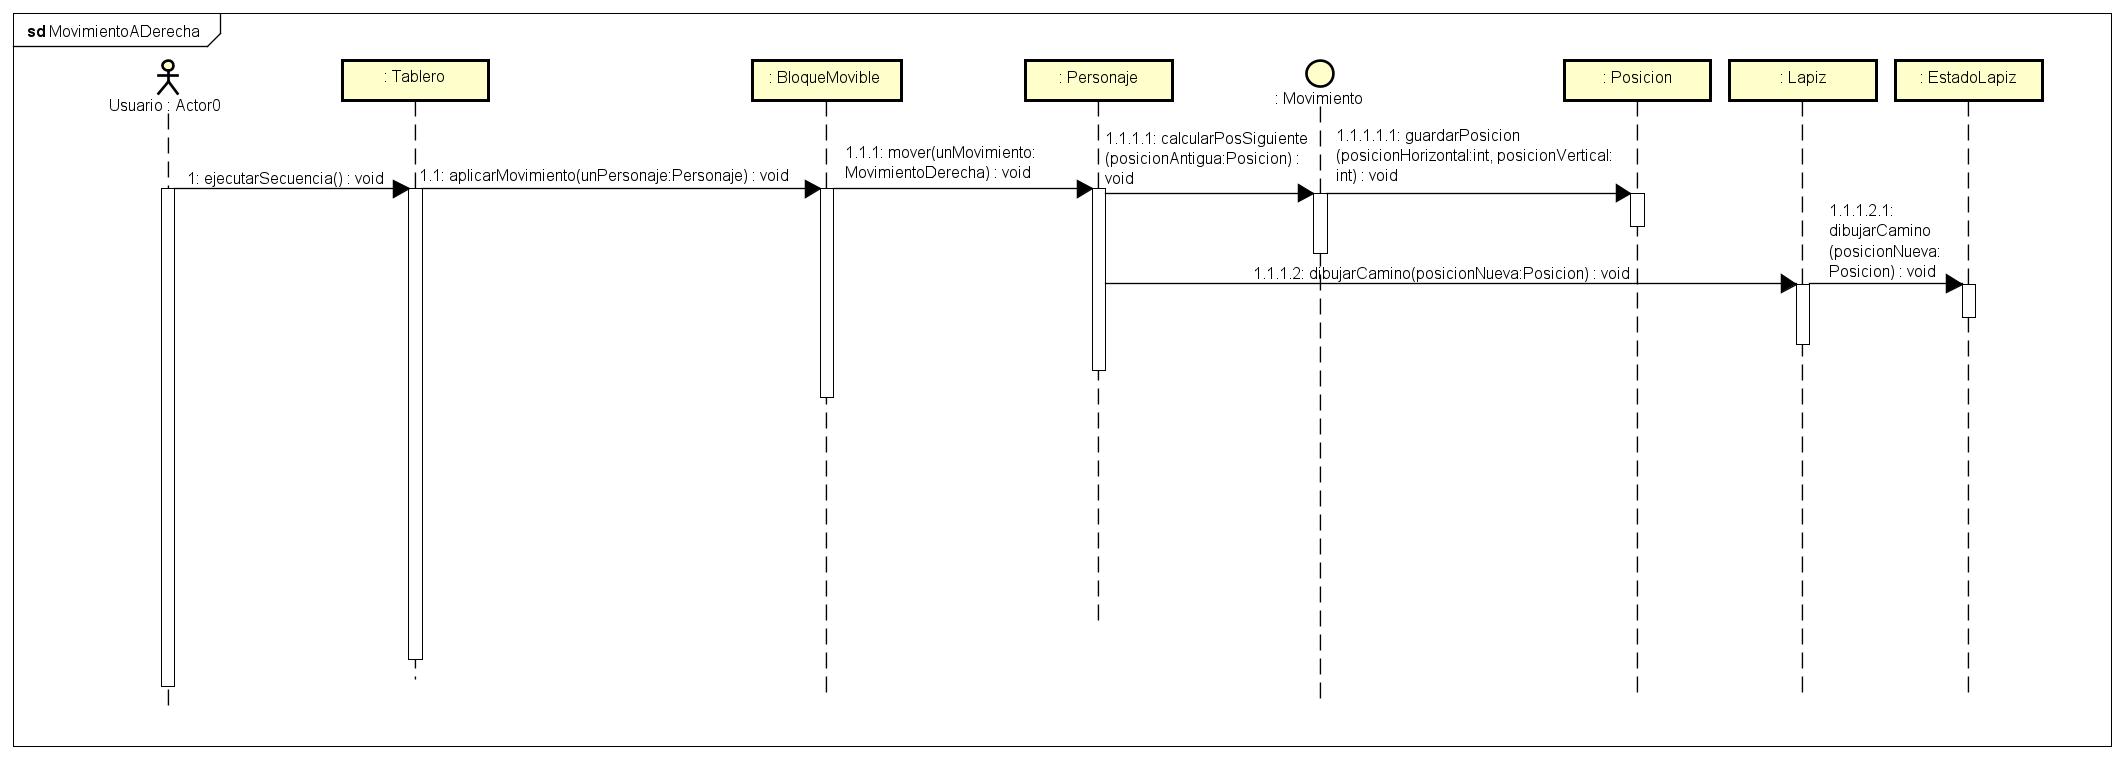 sd MovimientoADerecha
Usuario : Actor0
: Tablero
: BloqueMovible
: Personaje
: Movimiento
: Posicion
: Lapiz
: EstadoLapiz
1: ejecutarSecuencia() : void
1.1: aplicarMovimiento(unPersonaje:Personaje) : void
1.1.1: mover(unMovimiento:
MovimientoDerecha) : void
1.1.1.1: calcularPosSiguiente
(posicionAntigua:Posicion) :
void
1.1.1.1.1: guardarPosicion
(posicionHorizontal:int, posicionVertical:
int) : void
1.1.1.2: dibujarCamino(posicionNueva:Posicion) : void
1.1.1.2.1:
dibujarCamino
(posicionNueva:
Posicion) : void